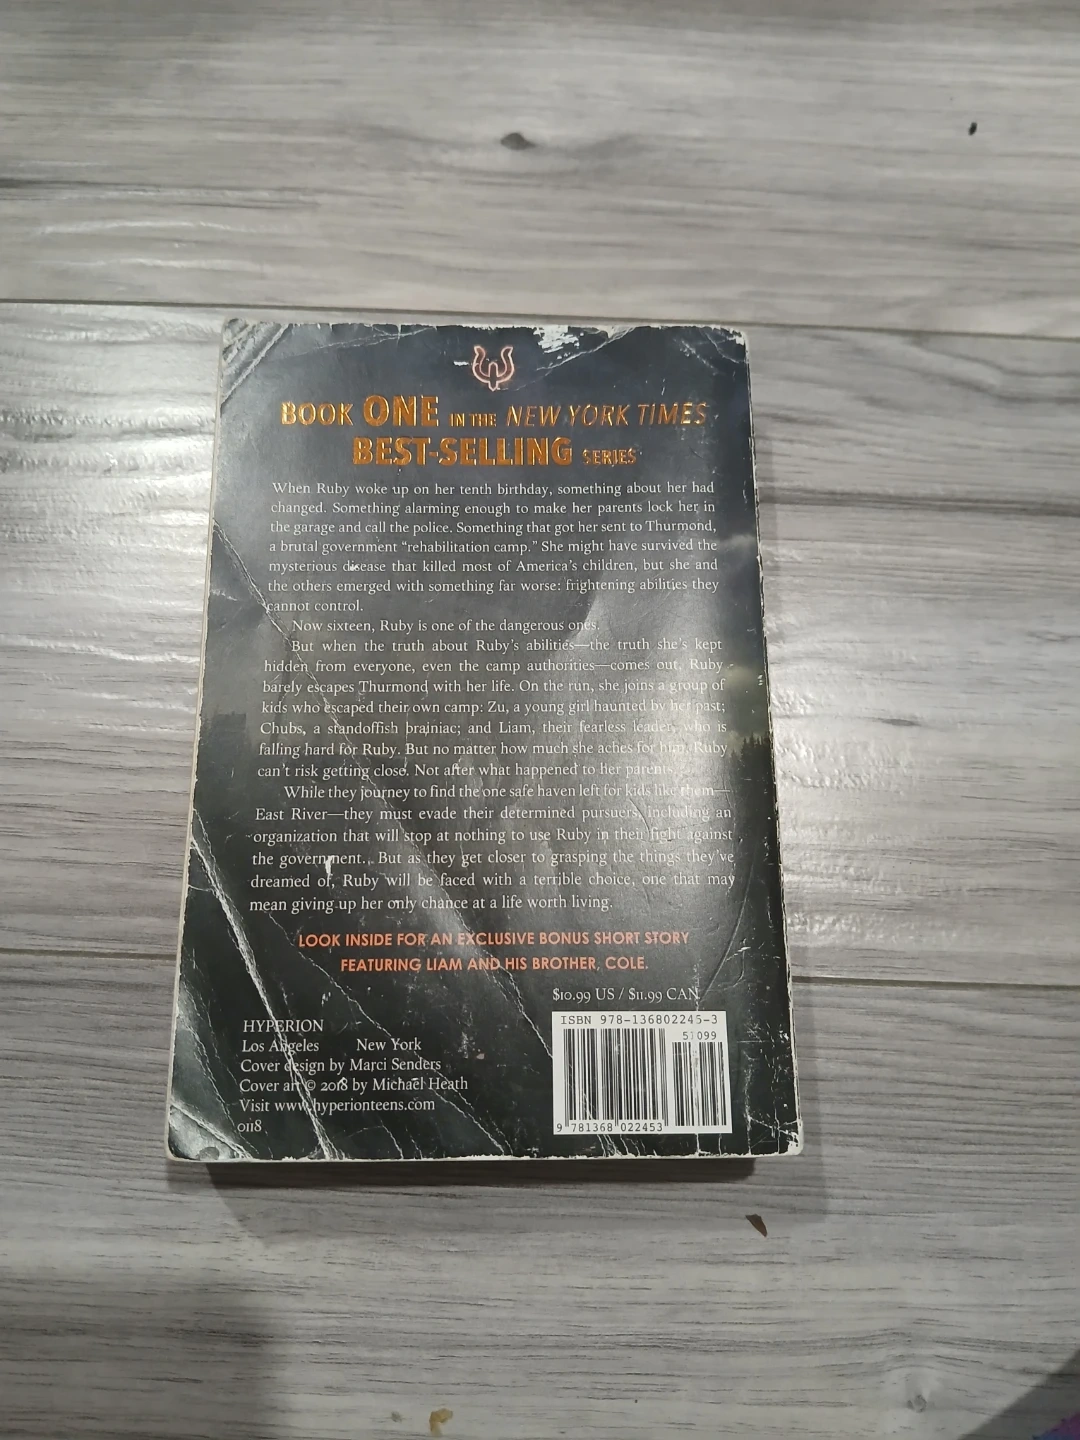 BOOK ONE IN THE NEW YORK TIMES
BEST-SELLING SERIES
When Ruby woke up on her tenth birthday, something about her had
changed. Something alarming enough to make her parents lock her in
the garage and call the police. Something that got her sent to Thurmond,
a brutal government “rehabilitation camp.” She might have survived the
mysterious disease that killed most of America’s children, but she and
the others emerged with something far worse: frightening abilities they
cannot control.
Now sixteen, Ruby is one of the dangerous ones.
But when the truth about Ruby’s abilities—the truth she’s kept
hidden from everyone, even the camp authorities—comes out, Ruby
barely escapes Thurmond with her life. On the run, she joins a group of
kids who escaped their own camp: Zu, a young girl haunted by her past;
Chubs, a standoffish brainiac; and Liam, their fearless leader, who is
falling hard for Ruby. But no matter how much she aches for him, Ruby
can’t risk getting close. Not after what happened to her parents.
While they journey to find the one safe haven left for kids like them—
East River—they must evade their determined pursuers, including an
organization that will stop at nothing to use Ruby in their fight against
the government. But as they get closer to grasping the things they’ve
dreamed of, Ruby will be faced with a terrible choice, one that may
mean giving up her only chance at a life worth living.
LOOK INSIDE FOR AN EXCLUSIVE BONUS SHORT STORY
FEATURING LIAM AND HIS BROTHER, COLE.
$10.99 US / $11.99 CAN
ISBN 978-136802245-3
51099
9 781368 022453
HYPERION
Los Angeles New York
Cover design by Marci Senders
Cover art © 2018 by Michael Heath
Visit www.hyperionteens.com
0118